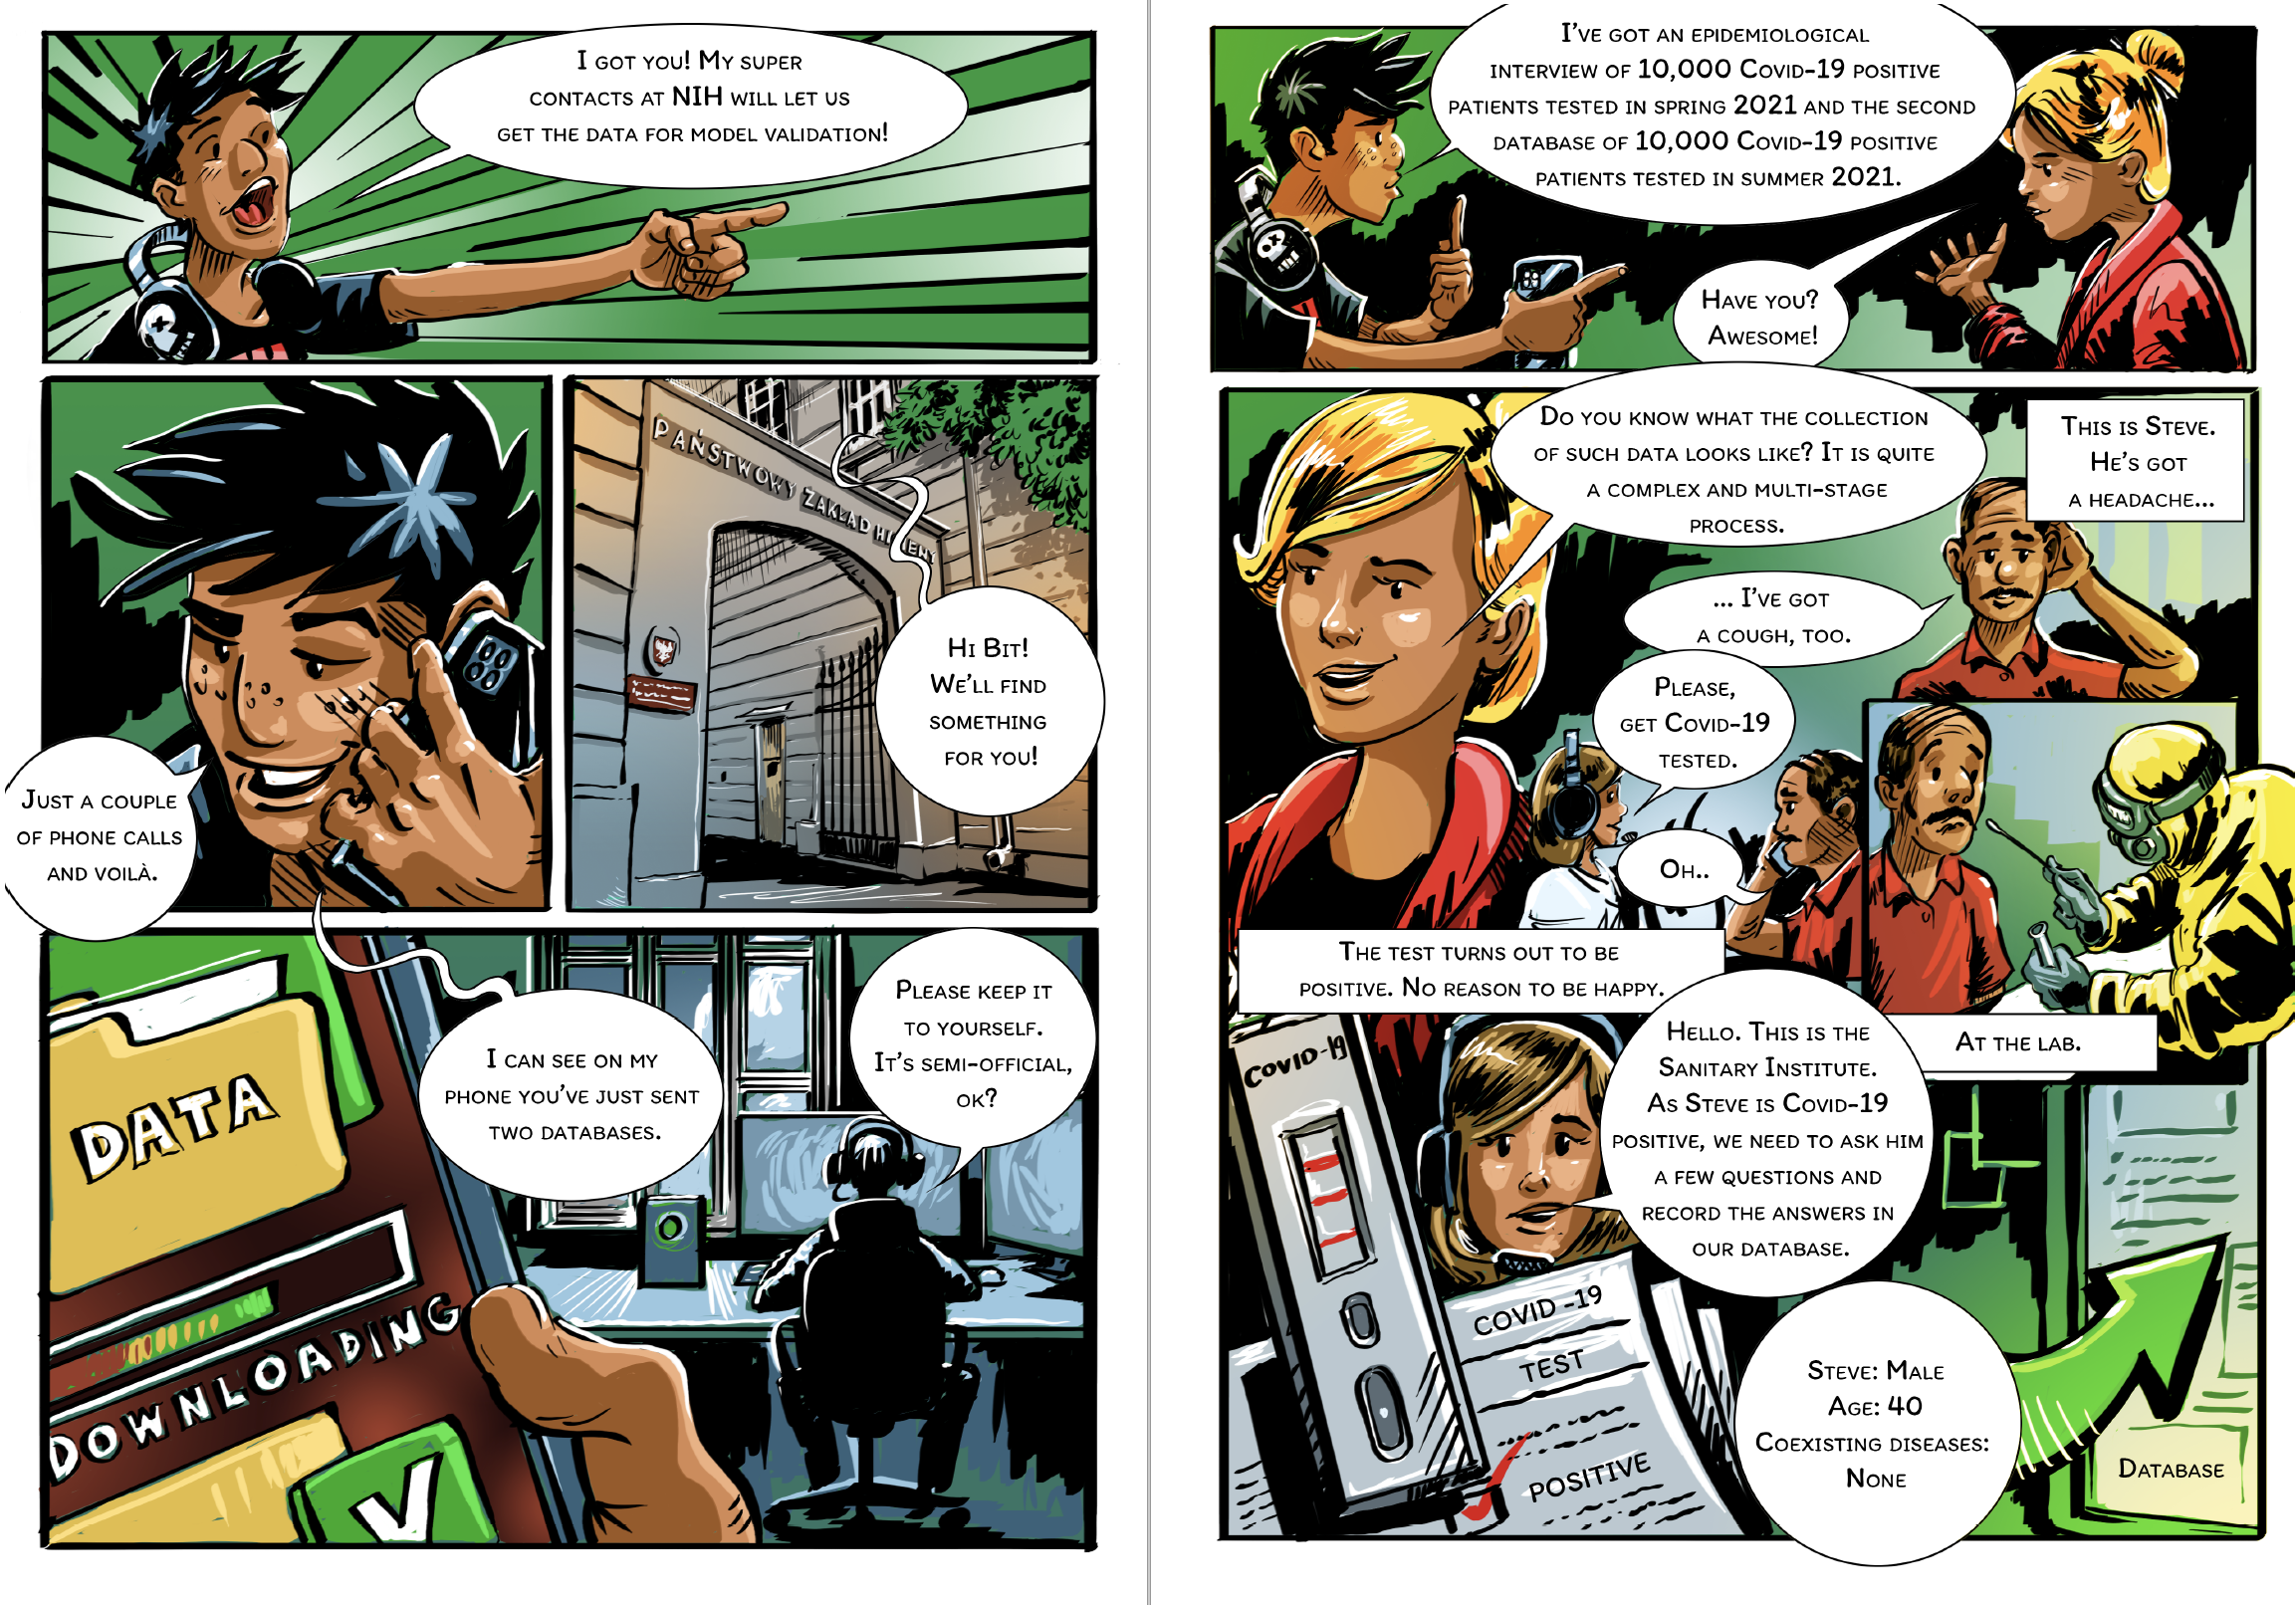 I got you! My super
contacts at NIH will let us
get the data for model validation!
Just a couple
of phone calls
and voilà.
PAŃSTWOWY ZAKŁAD HIGIENY
Hi Bit!
We'll find
something
for you!
I can see on my
phone you've just sent
two databases.
Please keep it
to yourself.
It's semi-official,
ok?
DATA
DOWNLOADING
I've got an epidemiological
interview of 10,000 Covid-19 positive
patients tested in spring 2021 and the second
database of 10,000 Covid-19 positive
patients tested in summer 2021.
Have you?
Awesome!
Do you know what the collection
of such data looks like? It is quite
a complex and multi-stage
process.
This is Steve.
He's got
a headache...
... I've got
a cough, too.
Please,
get Covid-19
tested.
Oh..
At the lab.
The test turns out to be
positive. No reason to be happy.
COVID-19
Hello. This is the
Sanitary Institute.
As Steve is Covid-19
positive, we need to ask him
a few questions and
record the answers in
our database.
COVID -19
TEST
POSITIVE
Steve: Male
Age: 40
Coexisting diseases:
None
Database